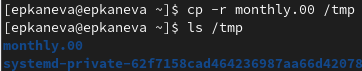 [epkaneva@epkaneva ~]$ cp -r monthly.00 /tmp
[epkaneva@epkaneva ~]$ ls /tmp
monthly.00
systemd-private-62f7158cad464236987aa66d42078